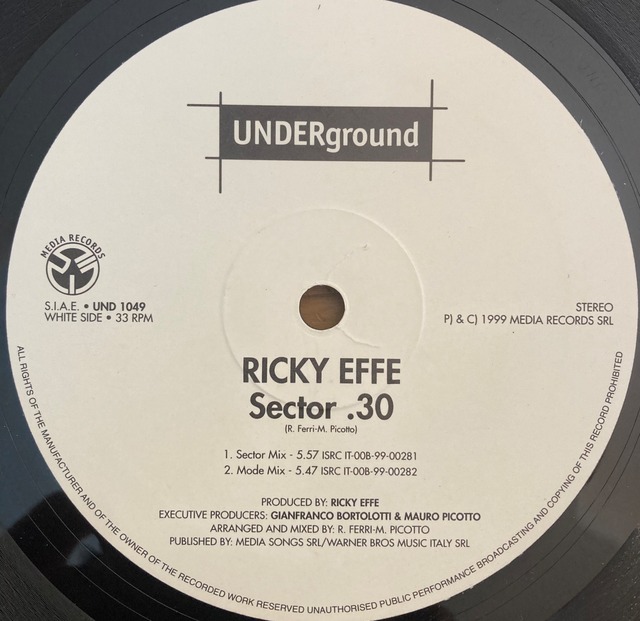 UNDERground
MEDIA RECORDS
S.I.A.E. • UND 1049
WHITE SIDE • 33 RPM
STEREO
P) & C) 1999 MEDIA RECORDS SRL
RICKY EFFE
Sector .30
(R. Ferri-M. Picotto)
1. Sector Mix - 5.57 ISRC IT-00B-99-00281
2. Mode Mix - 5.47 ISRC IT-00B-99-00282
PRODUCED BY: RICKY EFFE
EXECUTIVE PRODUCERS: GIANFRANCO BORTOLOTTI & MAURO PICOTTO
ARRANGED AND MIXED BY: R. FERRI-M. PICOTTO
PUBLISHED BY: MEDIA SONGS SRL/WARNER BROS MUSIC ITALY SRL
ALL RIGHTS OF THE MANUFACTURER AND OF THE OWNER OF THE RECORDED WORK RESERVED UNAUTHORISED PUBLIC PERFORMANCE BROADCASTING AND COPYING OF THIS RECORD PROHIBITED